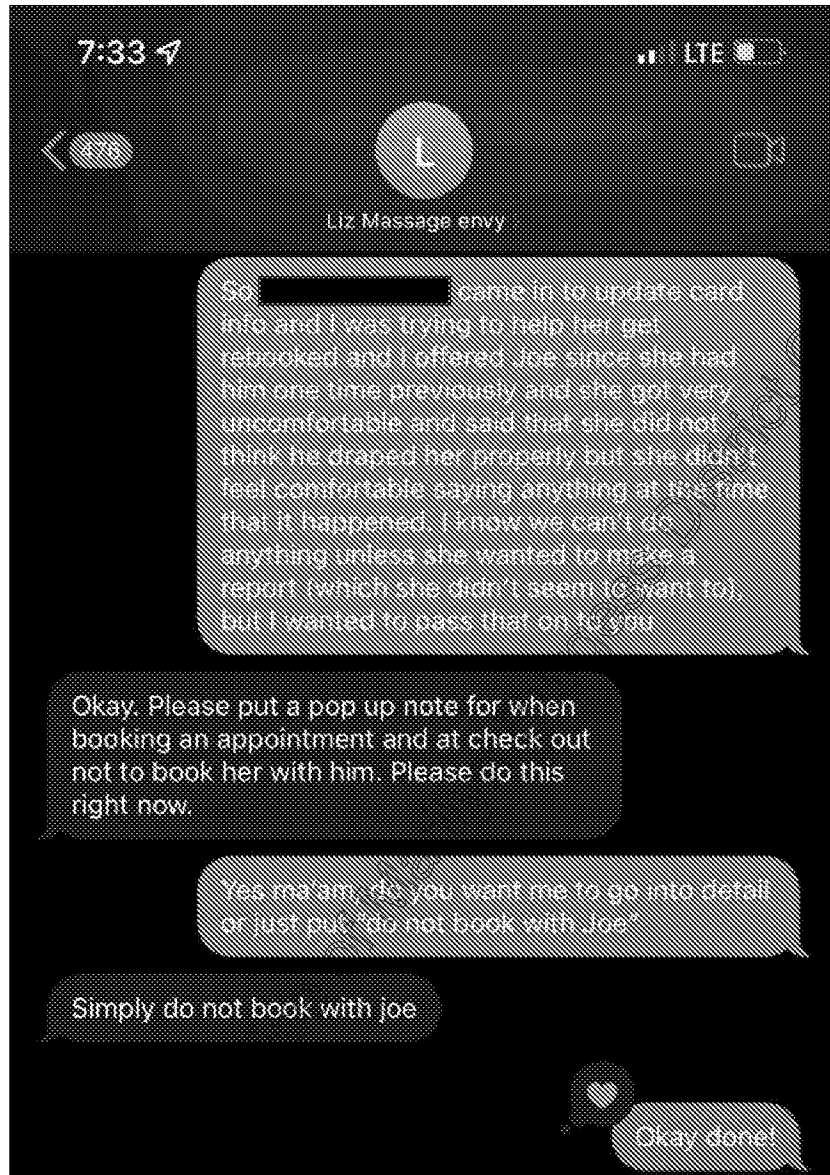 7:33
LTE
476
L
Liz Massage envy
So came in to update card
info and I was trying to help her get
rebooked and I offered Joe since she had
him one time previously and she got very
uncomfortable and said that she did not
think he draped her properly but she didn't
feel comfortable saying anything at the time
that it happened. I know we can't do
anything unless she wanted to make a
report (which she didn't seem to want to),
but I wanted to pass that on to you
Okay. Please put a pop up note for when
booking an appointment and at check out
not to book her with him. Please do this
right now.
Yes ma'am, do you want me to go into detail
or just put "do not book with Joe"
Simply do not book with joe
Okay done!